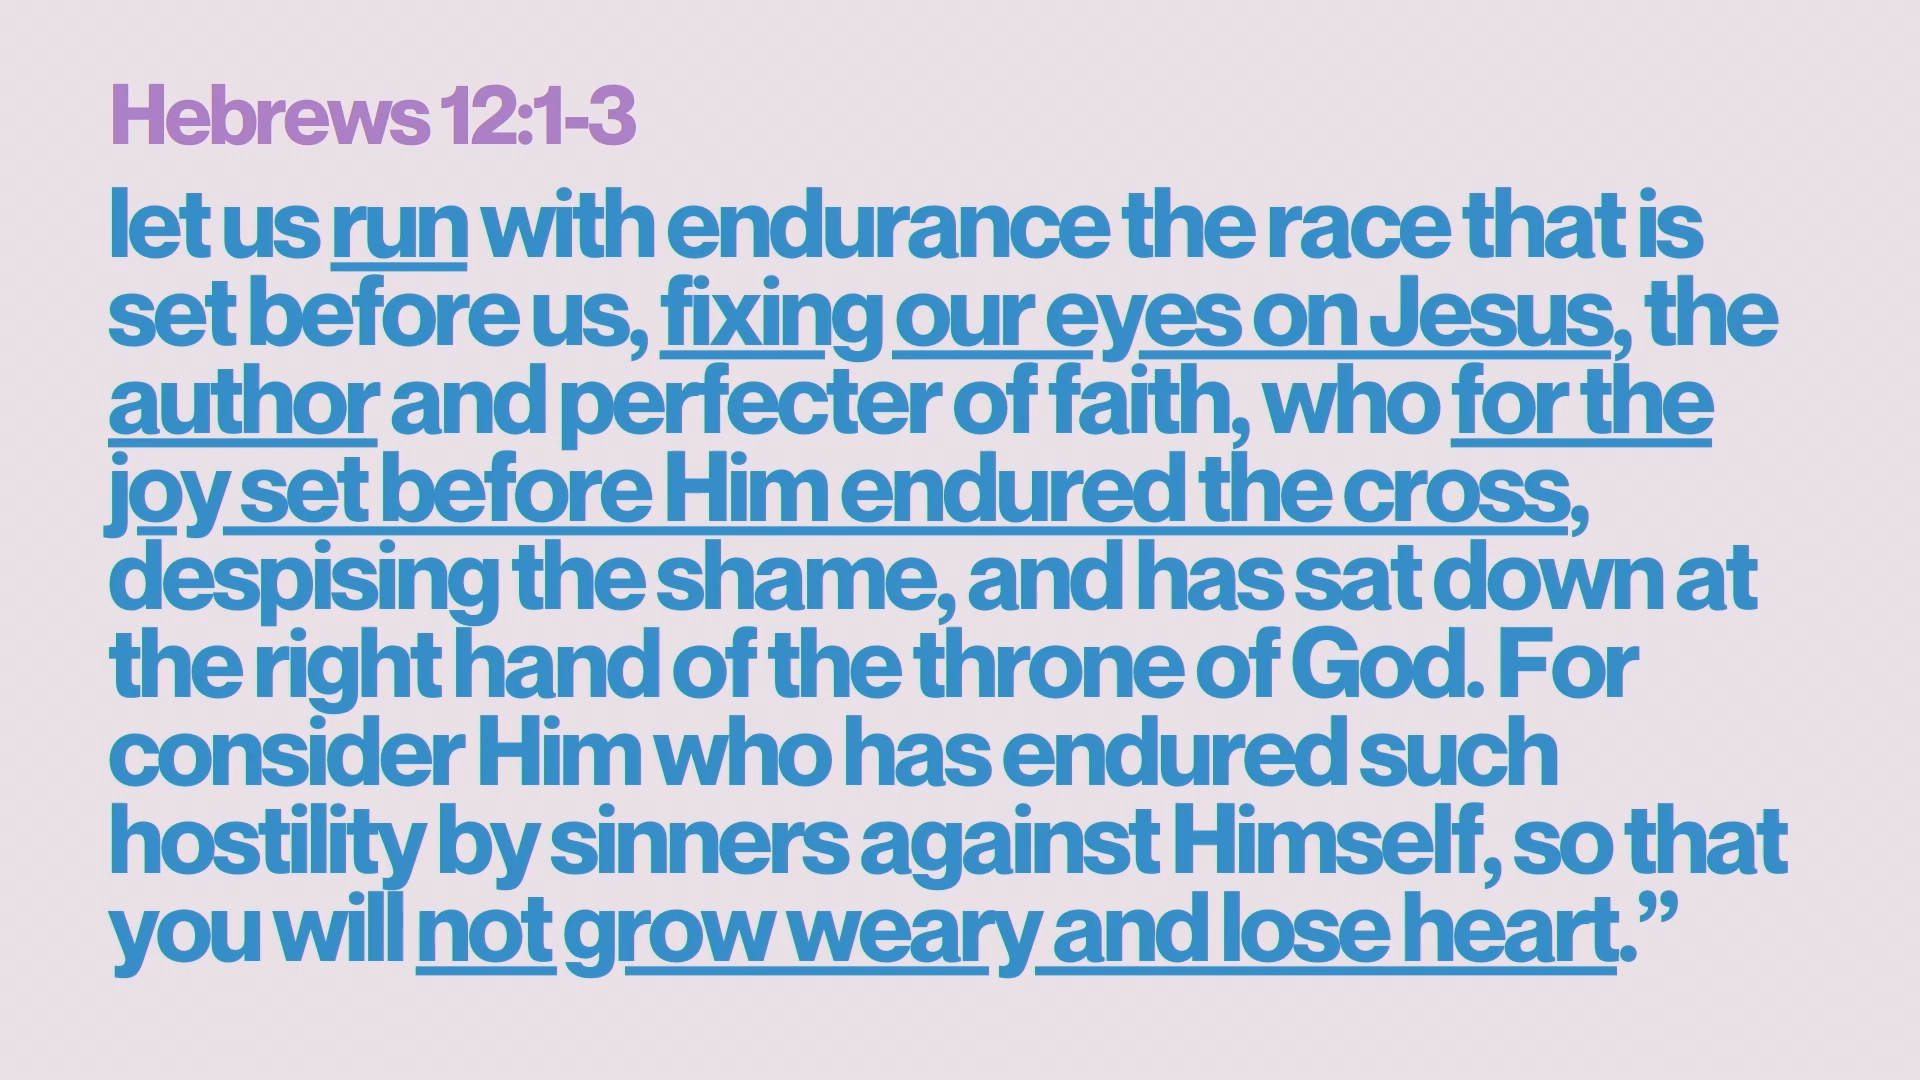 Hebrews 12:1-3
let us run with endurance the race that is
set before us, fixing our eyes on Jesus, the
author and perfecter of faith, who for the
joy set before Him endured the cross,
despising the shame, and has sat down at
the right hand of the throne of God. For
consider Him who has endured such
hostility by sinners against Himself, so that
you will not grow weary and lose heart.”